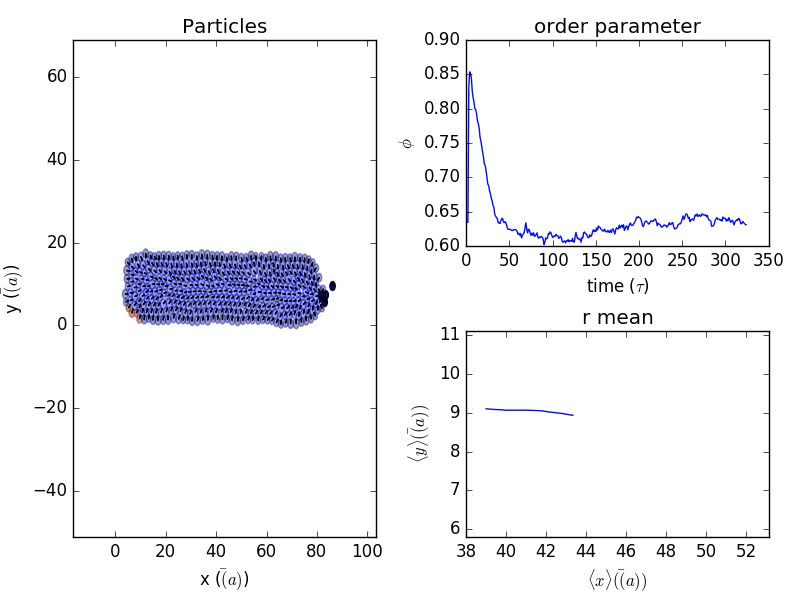 Particles
60
40
20
0
−20
−40
y (a̅)
0 20 40 60 80 100
x (a̅)
order parameter
0.90
0.85
0.80
0.75
0.70
0.65
0.60
ϕ
0 50 100 150 200 250 300 350
time (τ)
r mean
11
10
9
8
7
6
⟨y⟩(a̅)
38 40 42 44 46 48 50 52
⟨x⟩(a̅)